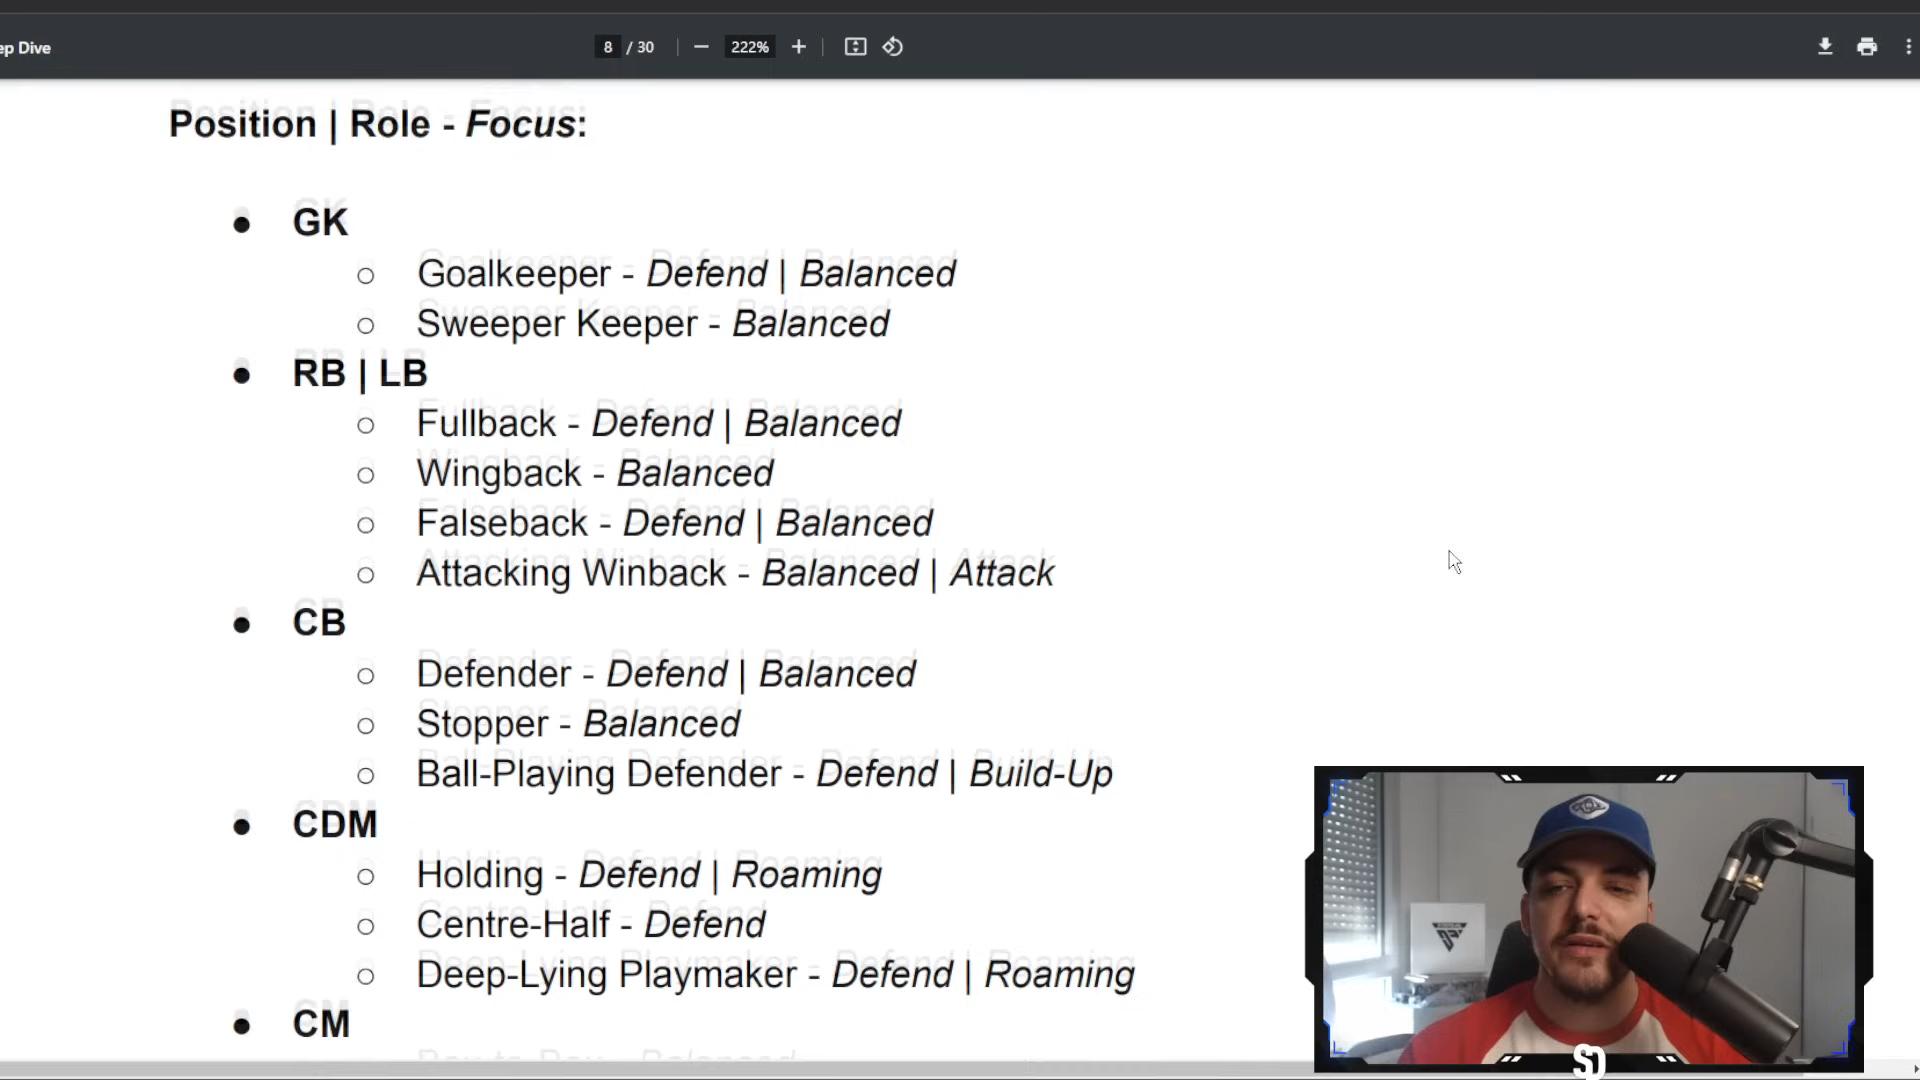 ep Dive
8 / 30
222%
Position | Role - Focus:
● GK
○ Goalkeeper - Defend | Balanced
○ Sweeper Keeper - Balanced
● RB | LB
○ Fullback - Defend | Balanced
○ Wingback - Balanced
○ Falseback - Defend | Balanced
○ Attacking Winback - Balanced | Attack
● CB
○ Defender - Defend | Balanced
○ Stopper - Balanced
○ Ball-Playing Defender - Defend | Build-Up
● CDM
○ Holding - Defend | Roaming
○ Centre-Half - Defend
○ Deep-Lying Playmaker - Defend | Roaming
● CM